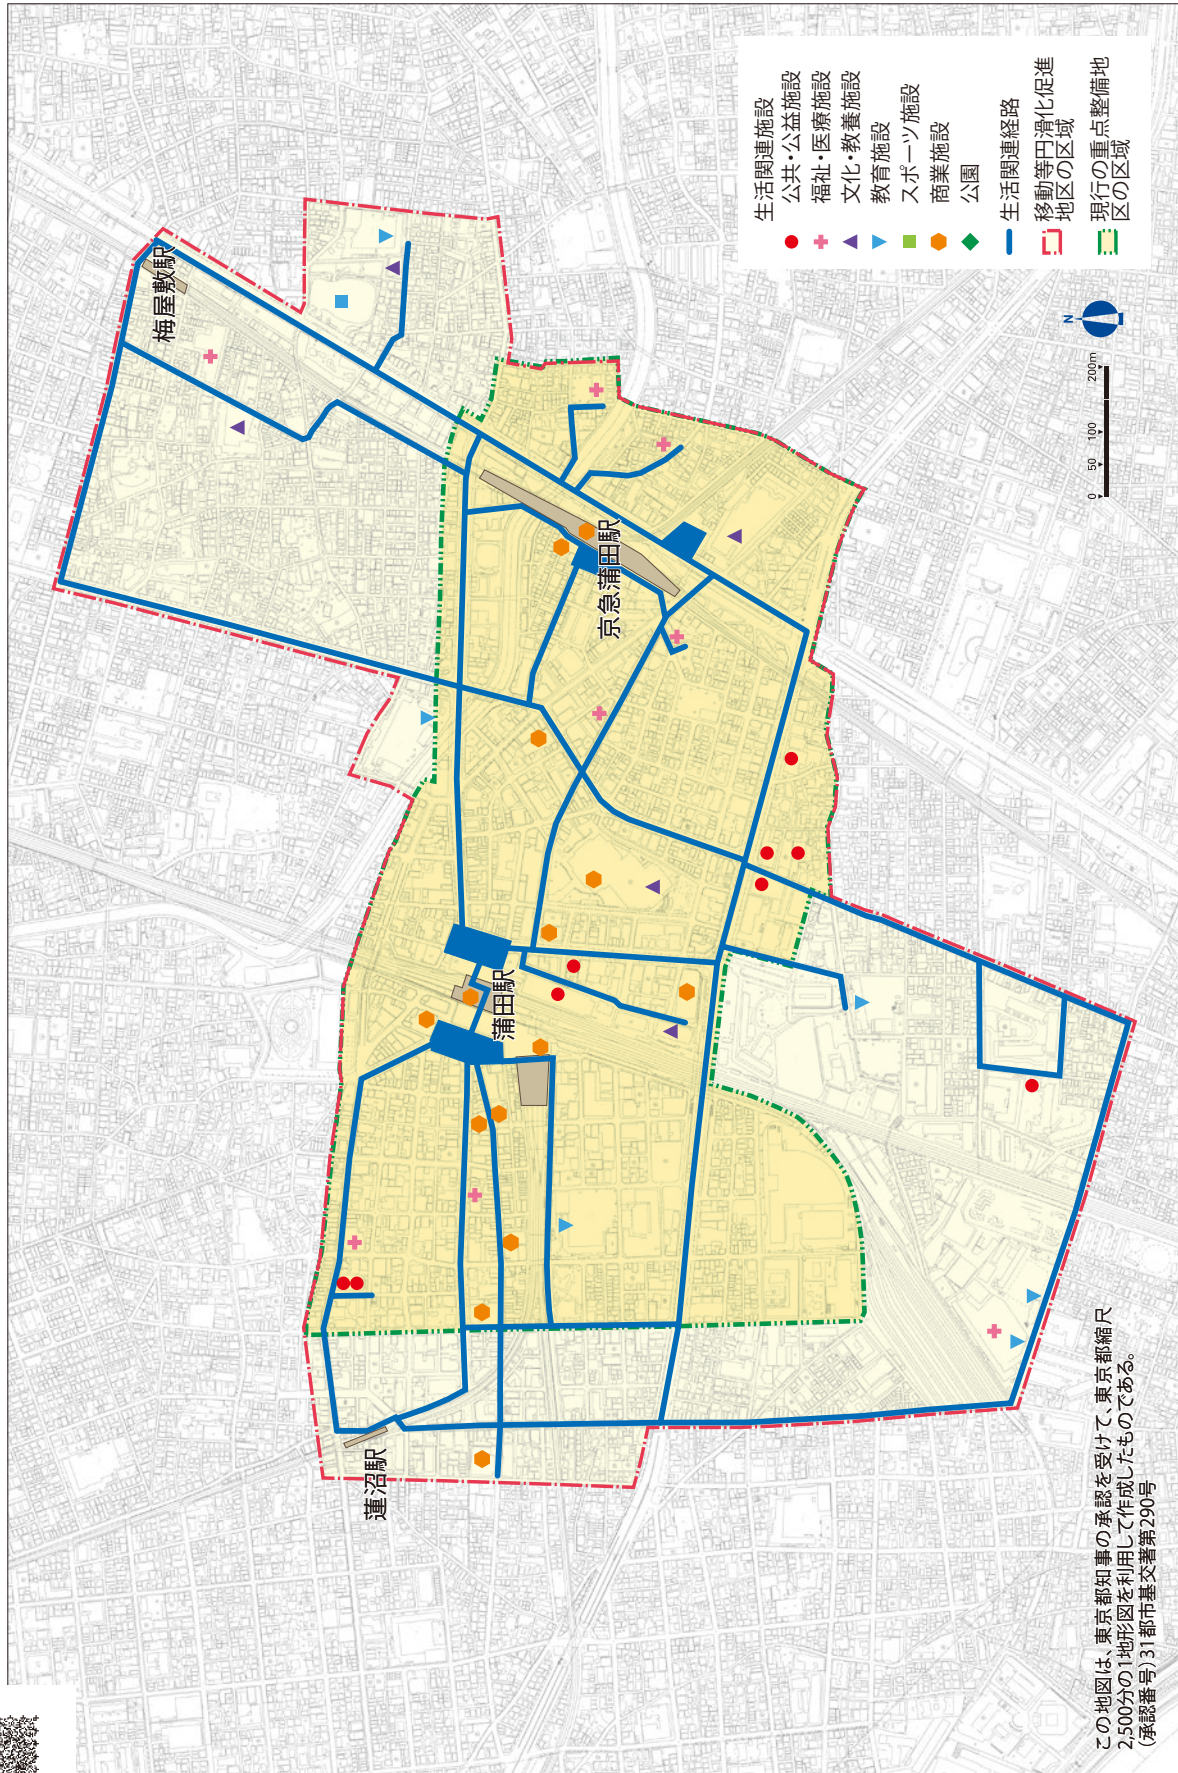 梅屋敷駅
京急蒲田駅
蒲田駅
蓮沼駅
生活関連施設
公共・公益施設
福祉・医療施設
文化・教養施設
教育施設
スポーツ施設
商業施設
公園
生活関連経路
移動等円滑化促進
地区の区域
現行の重点整備地
区の区域
N
0 50 100 200m
この地図は、東京都知事の承認を受けて、東京都縮尺
2,500分の1地形図を利用して作成したものである。
(承認番号)31都市基交著第290号